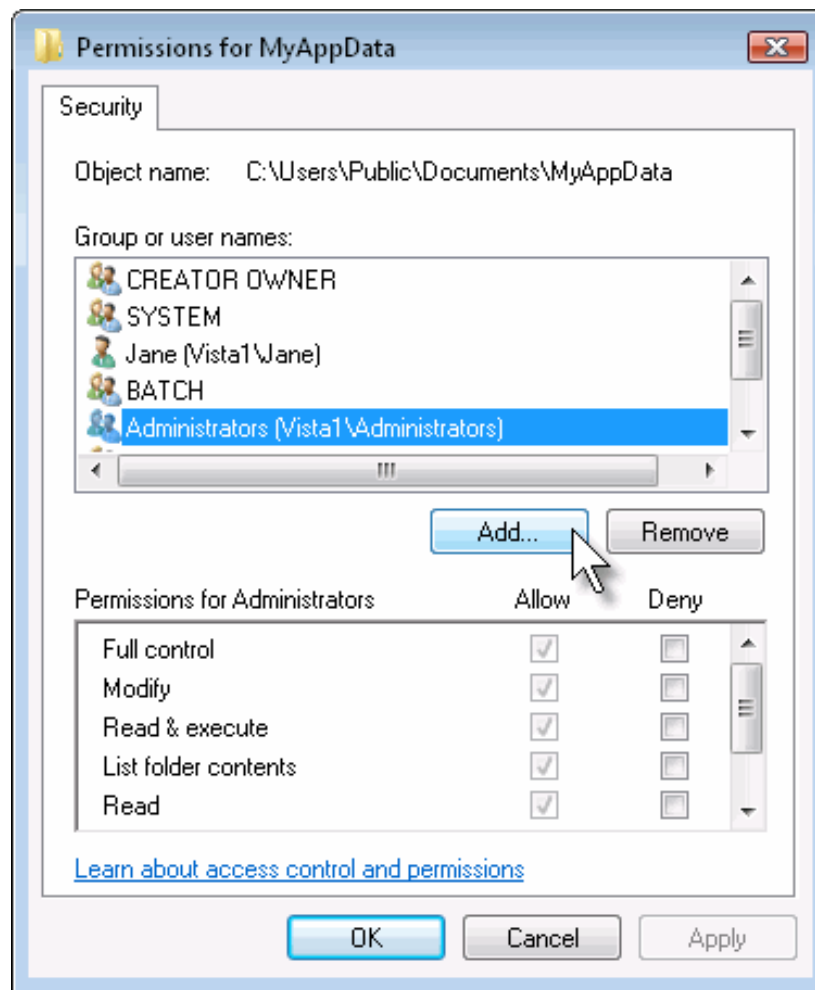 Permissions for MyAppData
Security
Object name: C:\Users\Public\Documents\MyAppData
Group or user names:
CREATOR OWNER
SYSTEM
Jane (Vista1\Jane)
BATCH
Administrators (Vista1\Administrators)
Add... Remove
Permissions for Administrators Allow Deny
Full control
Modify
Read & execute
List folder contents
Read
Learn about access control and permissions
OK Cancel Apply